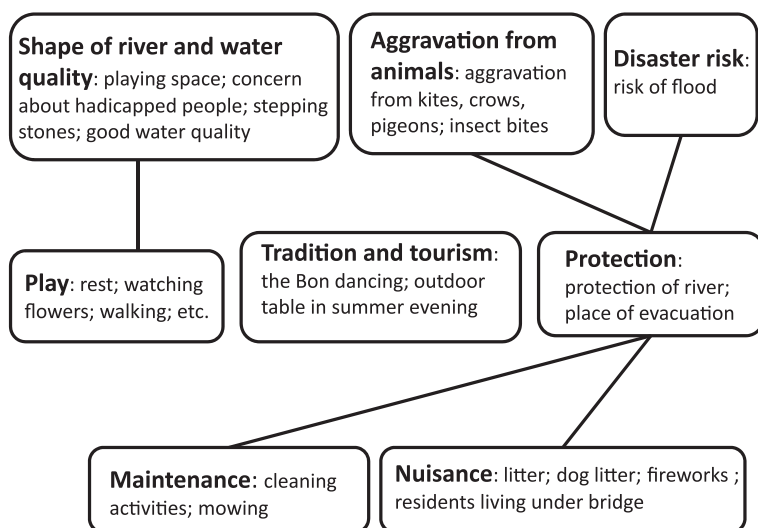 Shape of river and water
quality: playing space; concern
about hadicapped people; stepping
stones; good water quality
Aggravation from
animals: aggravation
from kites, crows,
pigeons; insect bites
Disaster risk:
risk of flood
Play: rest; watching
flowers; walking; etc.
Tradition and tourism:
the Bon dancing; outdoor
table in summer evening
Protection:
protection of river;
place of evacuation
Maintenance: cleaning
activities; mowing
Nuisance: litter; dog litter; fireworks ;
residents living under bridge